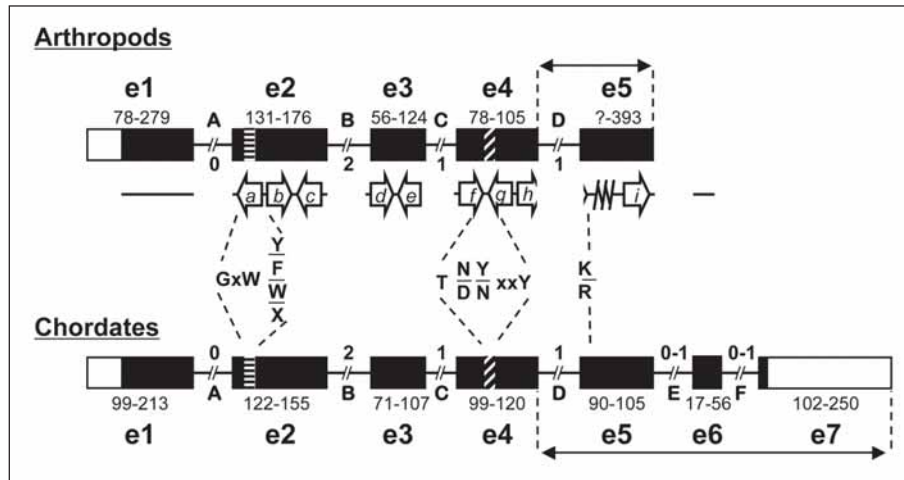 Arthropods
e1 e2 e3 e4 e5
78-279 A 131-176 B 56-124 C 78-105 D ?-393
0 2 1 1
a b c d e f g h i
GxW Y F W X T N D Y N xxY K R
Chordates
0 2 1 1 0-1 0-1
A B C D E F
99-213 122-155 71-107 99-120 90-105 17-56 102-250
e1 e2 e3 e4 e5 e6 e7